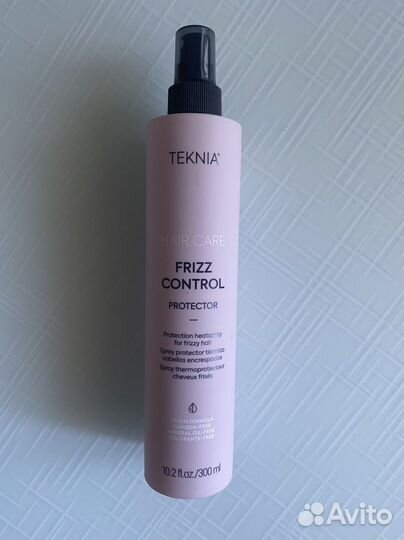 TEKNIA™
HAIR CARE
FRIZZ
CONTROL
PROTECTOR
Protection heatspray
for frizzy hair
Spray protector térmico
cabellos encrespados
Spray thermoprotecteur
cheveux frisés
VEGAN FORMULA
PARABEN-FREE
MINERAL OIL-FREE
COLORANTS-FREE
10.2 fl.oz./300 ml
Avito